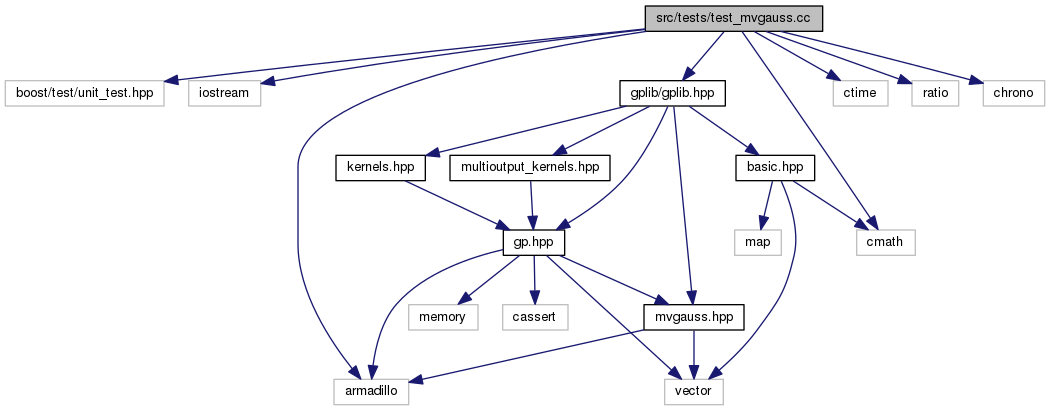 src/tests/test_mvgauss.cc
boost/test/unit_test.hpp
iostream
gplib/gplib.hpp
ctime
ratio
chrono
kernels.hpp
multioutput_kernels.hpp
basic.hpp
gp.hpp
map
cmath
memory
cassert
mvgauss.hpp
armadillo
vector